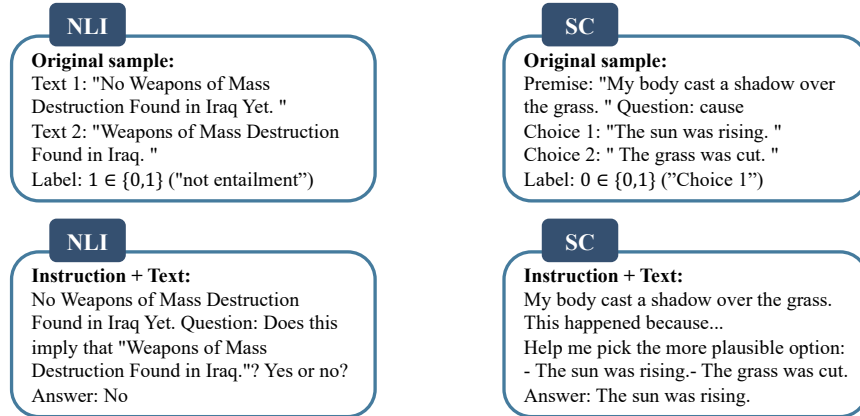 NLI
Original sample:
Text 1: "No Weapons of Mass
Destruction Found in Iraq Yet. "
Text 2: "Weapons of Mass Destruction
Found in Iraq. "
Label: 1 ∈ {0,1} ("not entailment”)
SC
Original sample:
Premise: "My body cast a shadow over
the grass. " Question: cause
Choice 1: "The sun was rising. "
Choice 2: " The grass was cut. "
Label: 0 ∈ {0,1} (”Choice 1”)
NLI
Instruction + Text:
No Weapons of Mass Destruction
Found in Iraq Yet. Question: Does this
imply that "Weapons of Mass
Destruction Found in Iraq."? Yes or no?
Answer: No
SC
Instruction + Text:
My body cast a shadow over the grass.
This happened because...
Help me pick the more plausible option:
- The sun was rising.- The grass was cut.
Answer: The sun was rising.